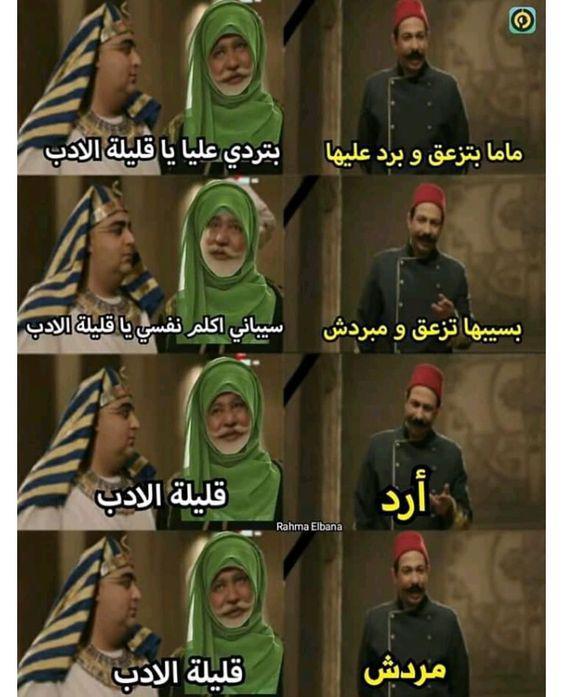 ماما بتزعق و برد عليها
بتردي عليا يا قليلة الادب
بسيبها تزعق و مبردش
سيباني اكلم نفسي يا قليلة الادب
أرد
قليلة الادب
Rahma Elbana
مردش
قليلة الادب